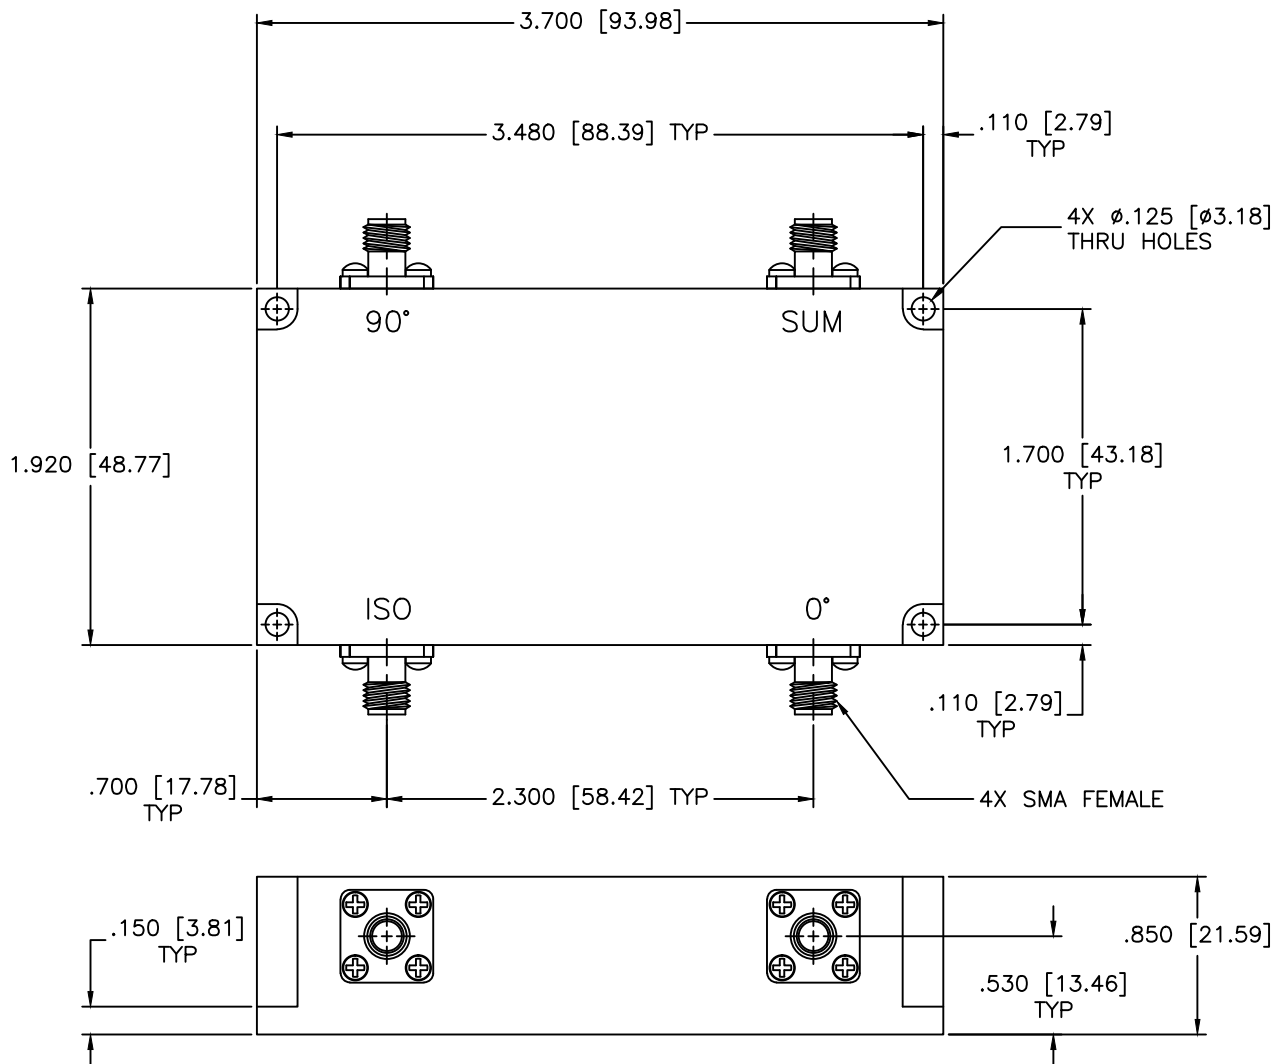 3.700 [93.98]
3.480 [88.39] TYP
.110 [2.79]
TYP
4X ø.125 [ø3.18]
THRU HOLES
90°
SUM
1.920 [48.77]
1.700 [43.18]
TYP
ISO
0°
.110 [2.79]
TYP
.700 [17.78]
TYP
2.300 [58.42] TYP
4X SMA FEMALE
.150 [3.81]
TYP
.850 [21.59]
.530 [13.46]
TYP